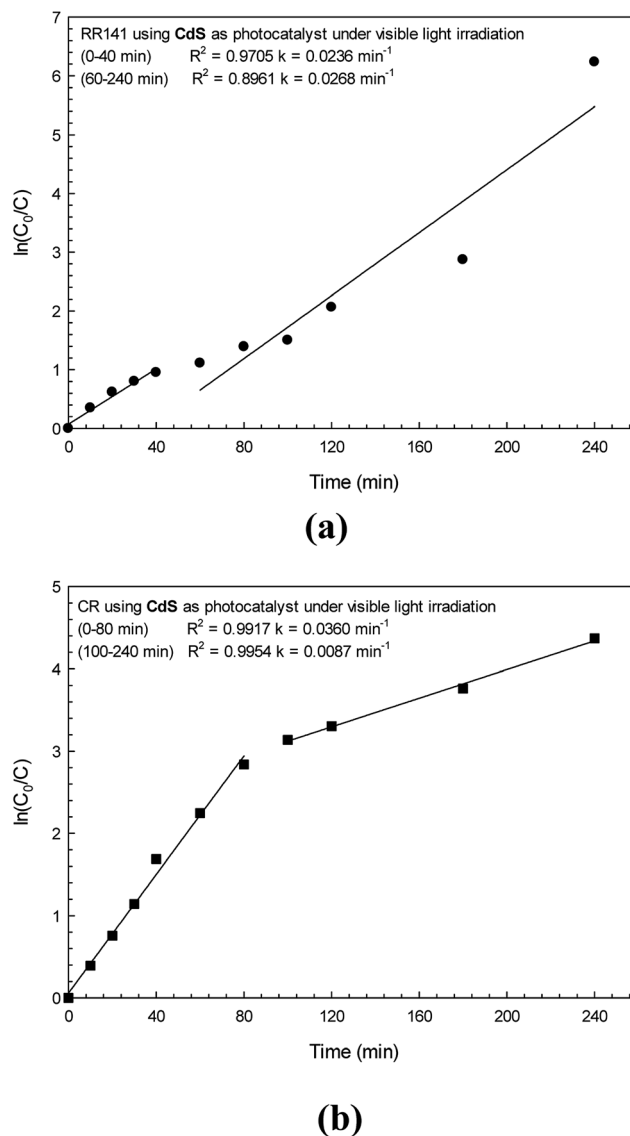 RR141 using CdS as photocatalyst under visible light irradiation
(0-40 min) R² = 0.9705 k = 0.0236 min⁻¹
(60-240 min) R² = 0.8961 k = 0.0268 min⁻¹
7
6
5
4
3
2
1
0
ln(C₀/C)
0 40 80 120 160 200 240
Time (min)
(a)
CR using CdS as photocatalyst under visible light irradiation
(0-80 min) R² = 0.9917 k = 0.0360 min⁻¹
(100-240 min) R² = 0.9954 k = 0.0087 min⁻¹
5
4
3
2
1
0
ln(C₀/C)
0 40 80 120 160 200 240
Time (min)
(b)